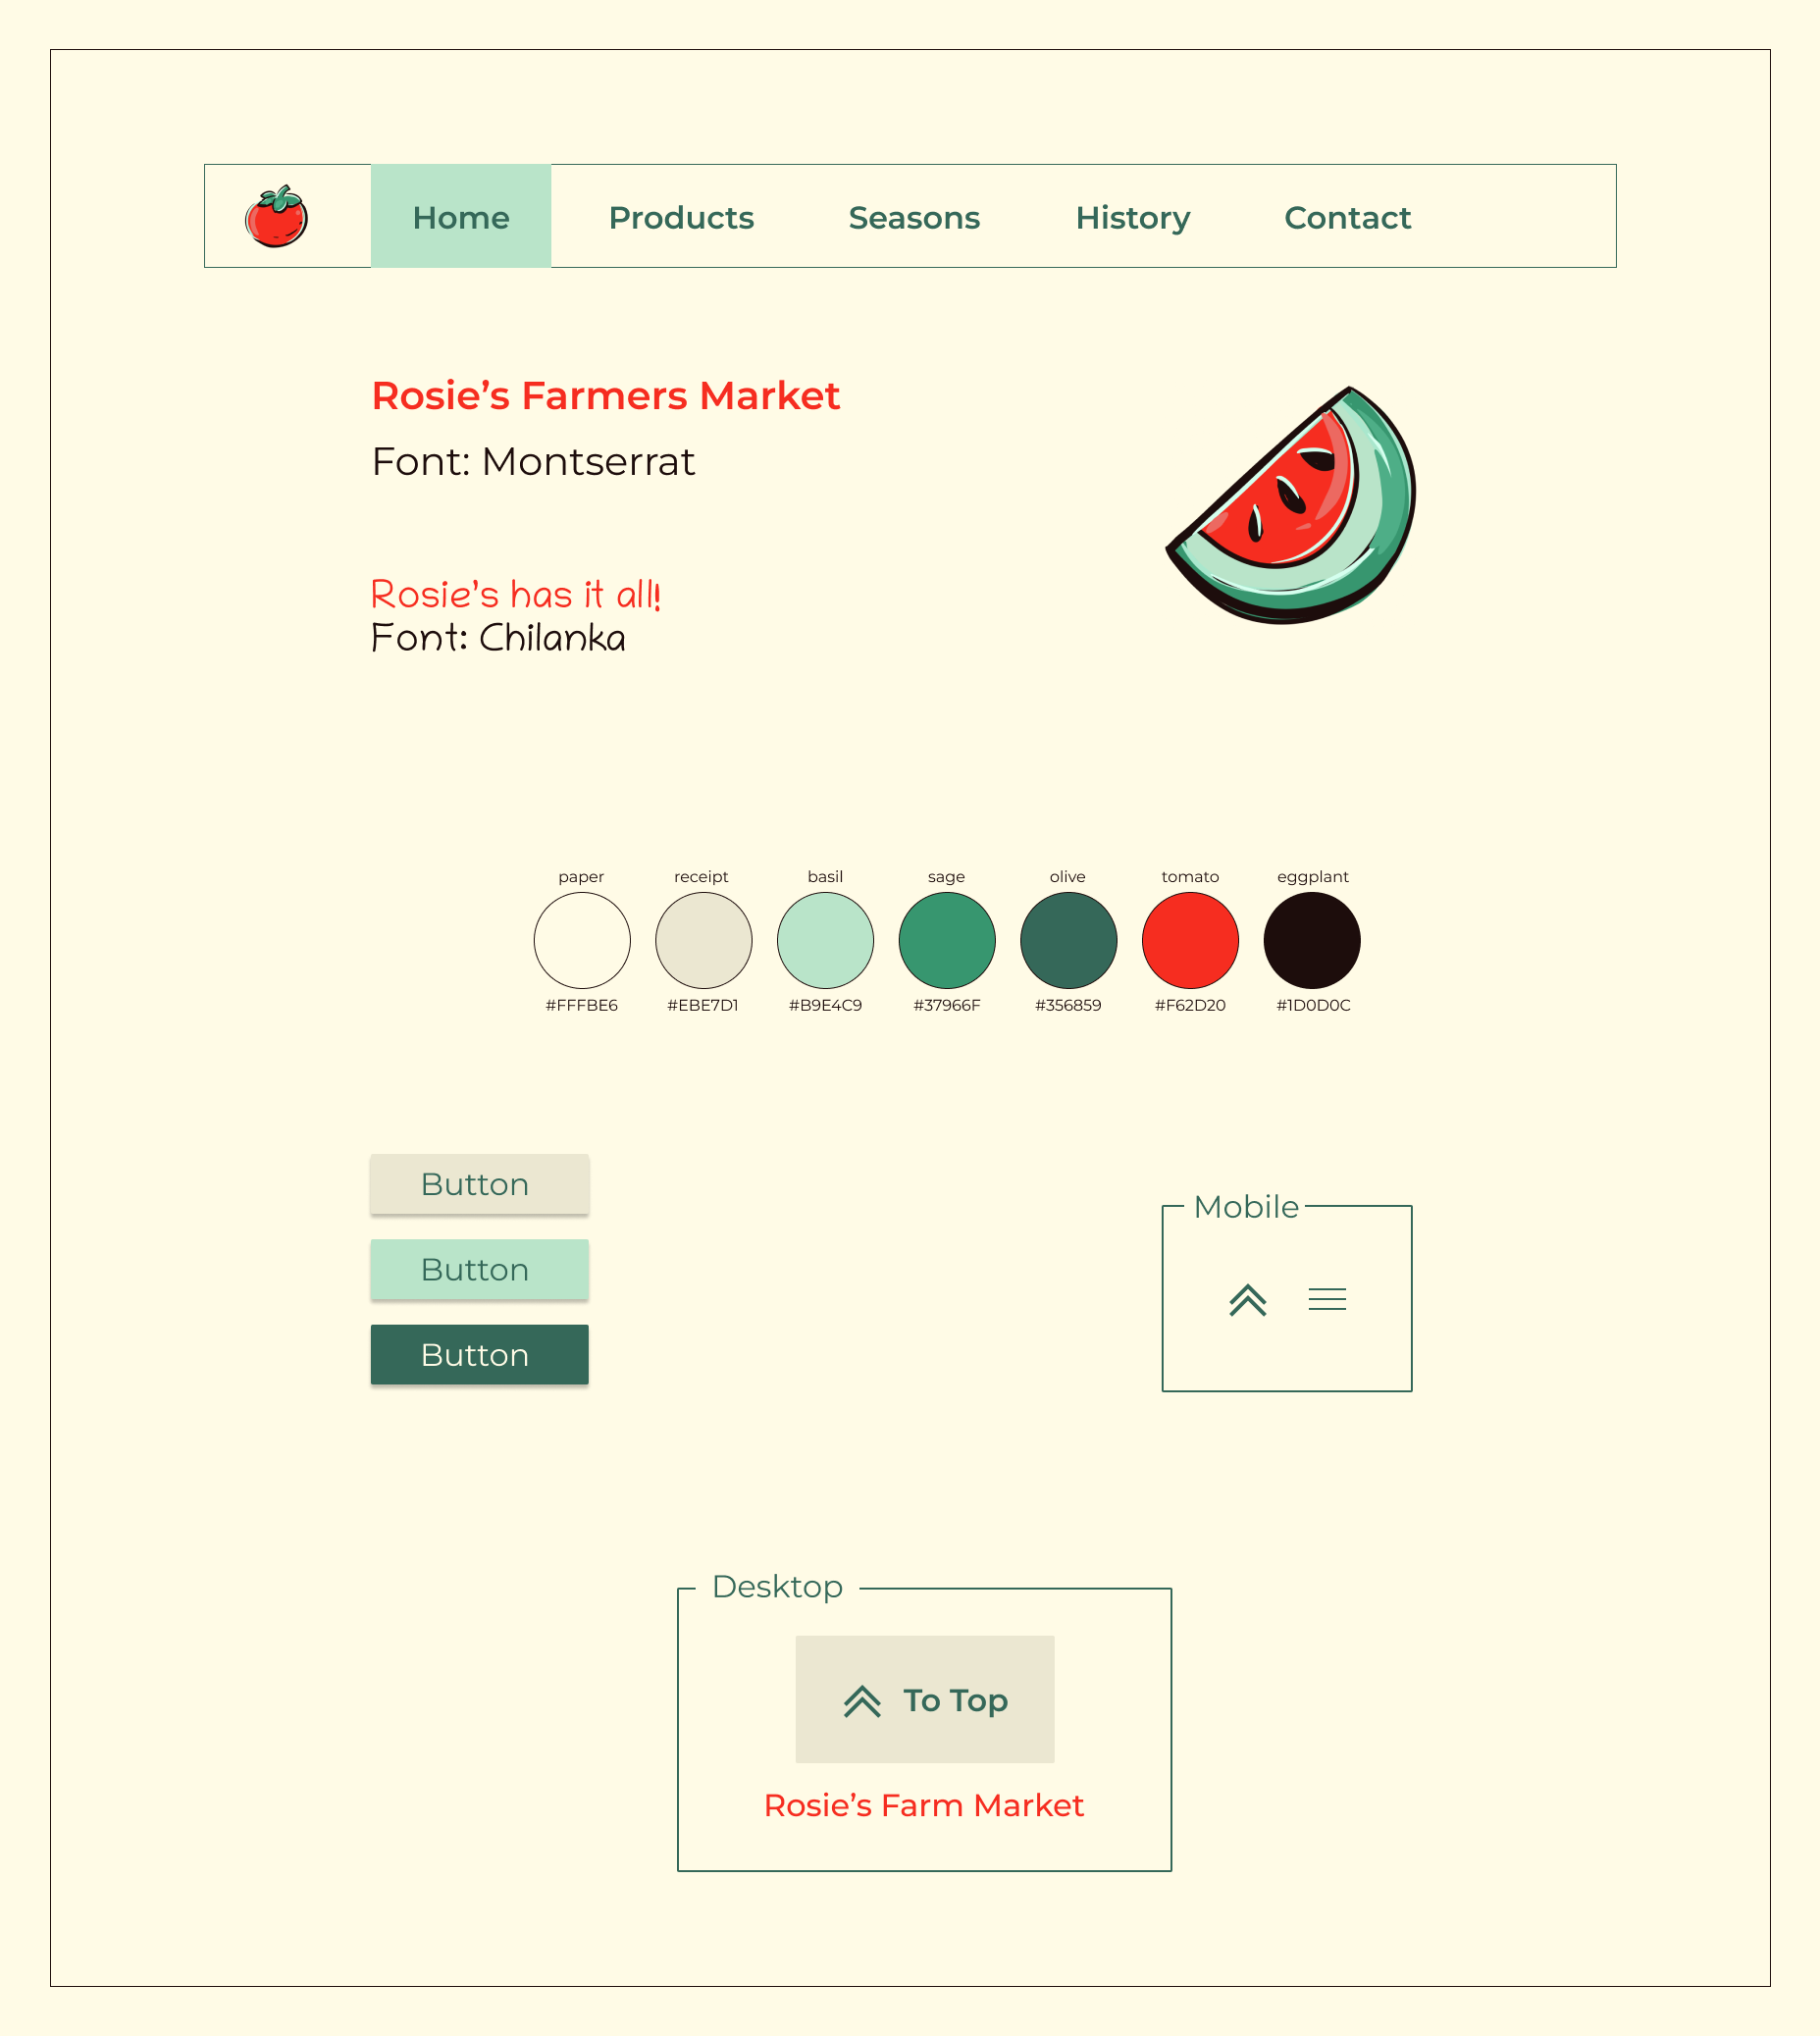 Home Products Seasons History Contact
Rosie’s Farmers Market
Font: Montserrat
Rosie’s has it all!
Font: Chilanka
paper receipt basil sage olive tomato eggplant
#FFFBE6 #EBE7D1 #B9E4C9 #37966F #356859 #F62D20 #1D0D0C
Button
Button
Button
Mobile
Desktop
To Top
Rosie’s Farm Market